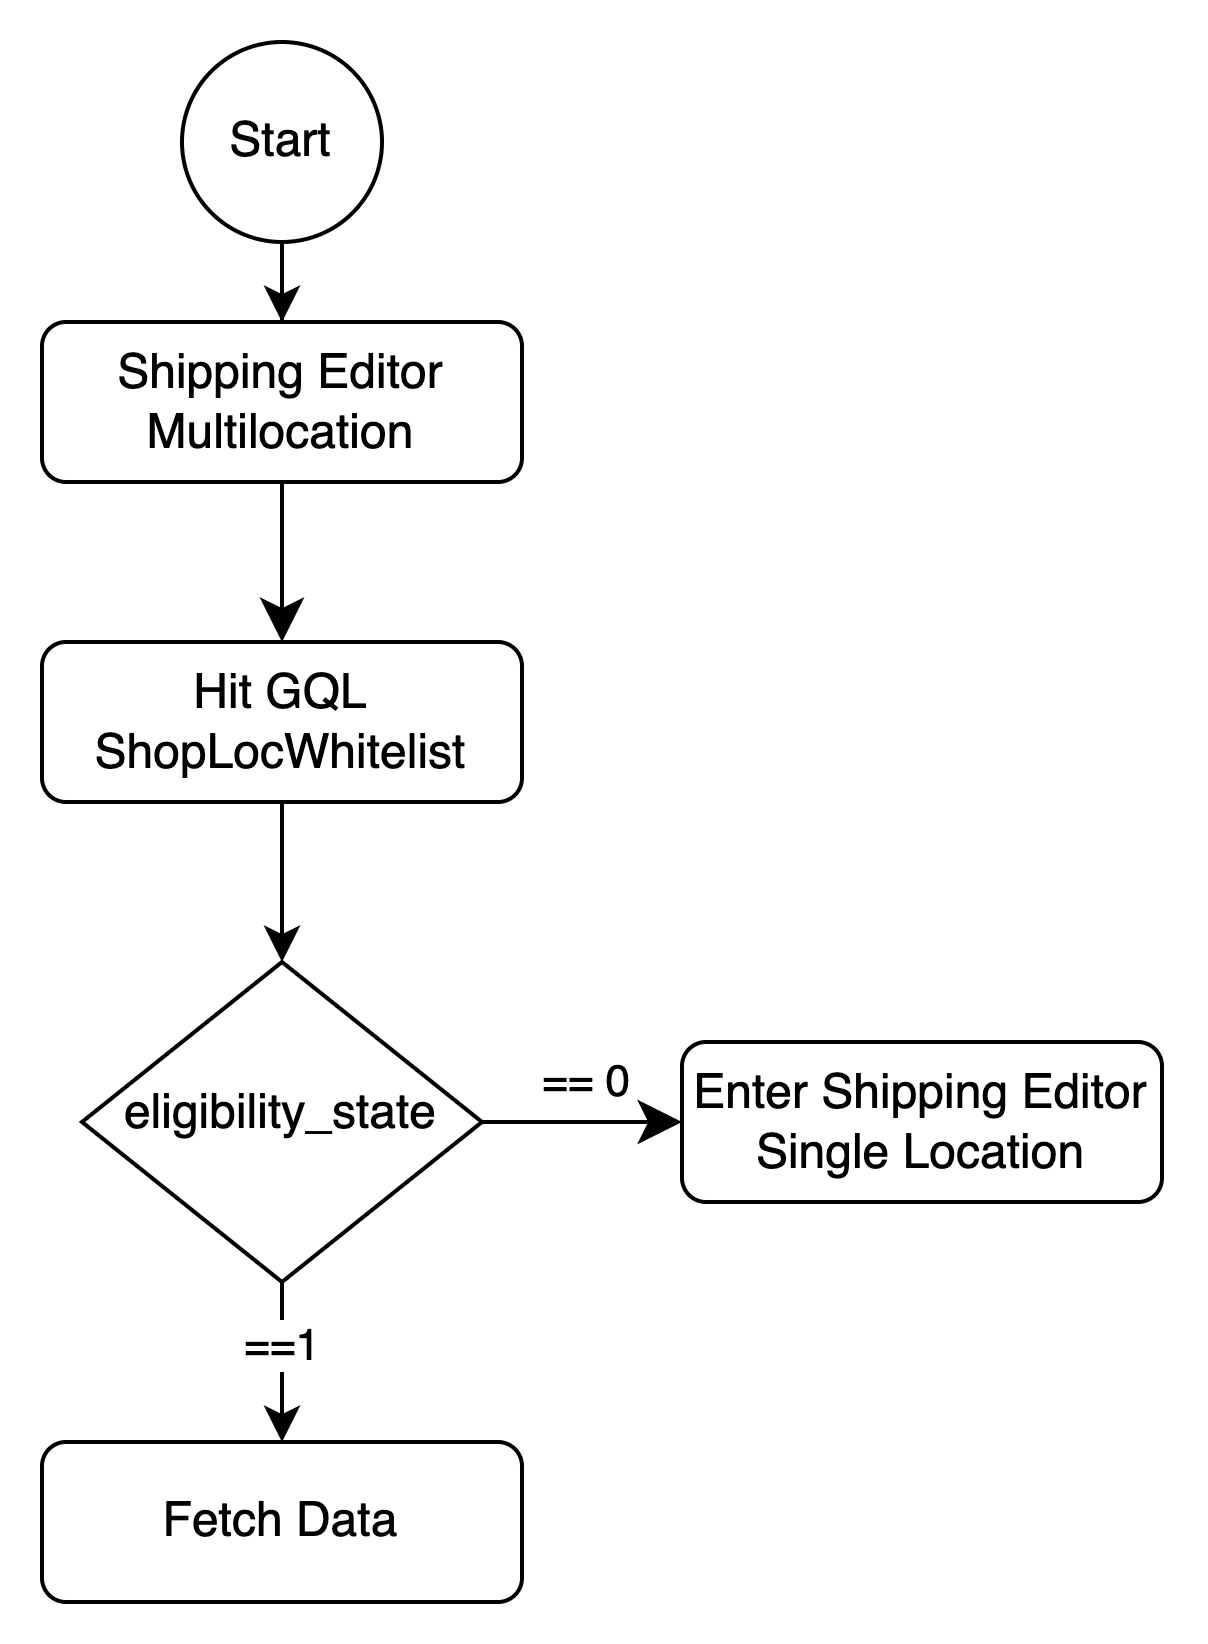 Start
Shipping Editor
Multilocation
Hit GQL
ShopLocWhitelist
eligibility_state
== 0
Enter Shipping Editor
Single Location
==1
Fetch Data